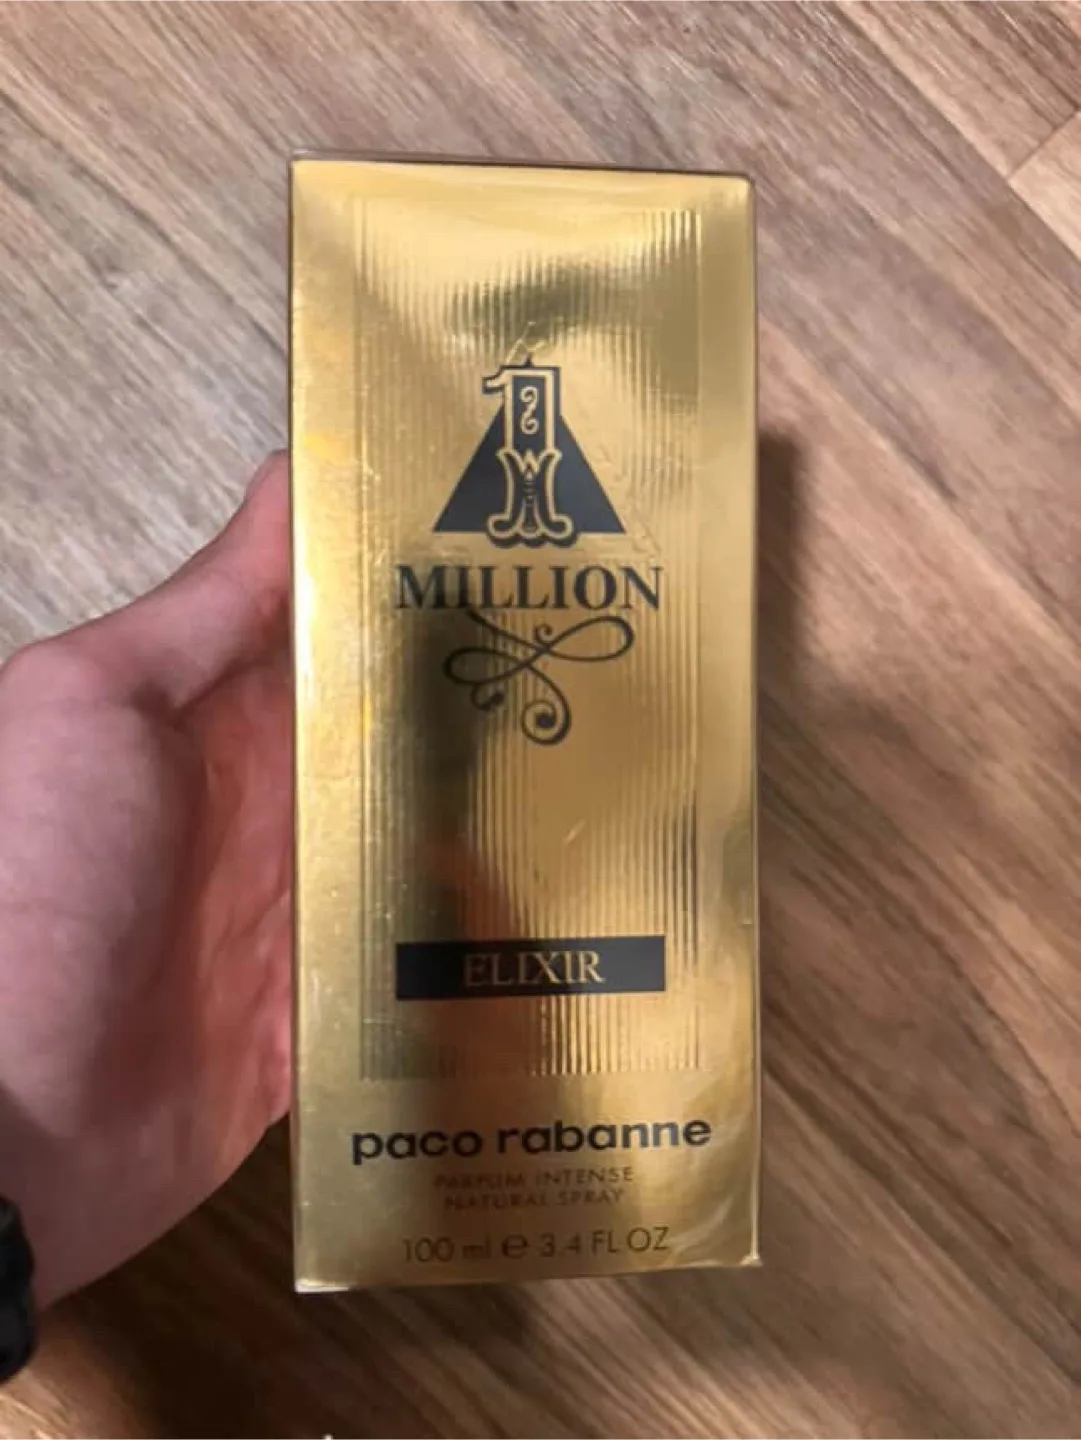 1
MILLION
ELIXIR
paco rabanne
PARFUM INTENSE
NATURAL SPRAY
100 ml ℮ 3.4 FL OZ